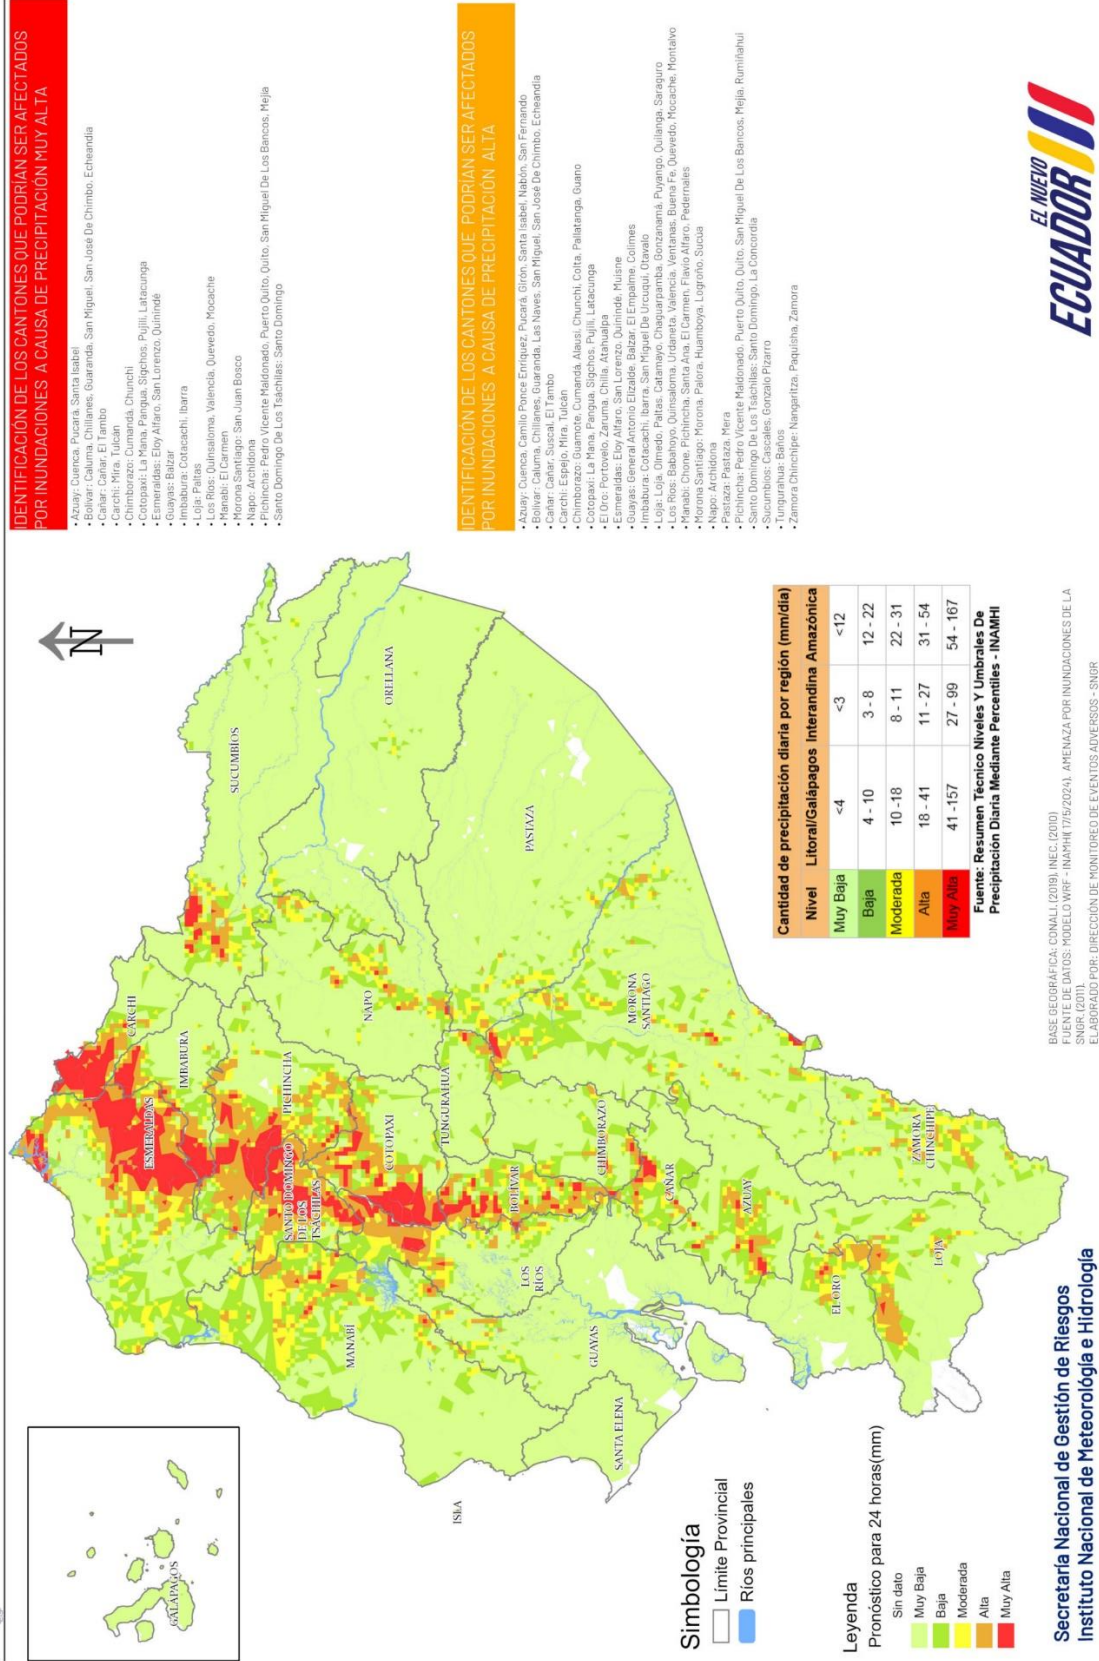 IDENTIFICACIÓN DE LOS CANTONES QUE PODRÍAN SER AFECTADOS
POR INUNDACIONES A CAUSA DE PRECIPITACIÓN MUY ALTA
• Azuay: Cuenca, Pucará, Santa Isabel
• Bolívar: Caluma, Chillanes, Guaranda, San Miguel, San José De Chimbo, Echeandia
• Cañar: Cañar, El Tambo
• Carchi: Mira, Tulcán
• Chimborazo: Cumandá, Chunchi
• Cotopaxi: La Mana, Pangua, Sigchos, Pujilí, Latacunga
• Esmeraldas: Eloy Alfaro, San Lorenzo, Quinindé
• Guayas: Balzar
• Imbabura: Cotacachi, Ibarra
• Loja: Paltas
• Los Ríos: Quinsaloma, Valencia, Quevedo, Mocache
• Manabí: El Carmen
• Morona Santiago: San Juan Bosco
• Napo: Archidona
• Pichincha: Pedro Vicente Maldonado, Puerto Quito, Quito, San Miguel De Los Bancos, Mejia
• Santo Domingo De Los Tsáchilas: Santo Domingo
IDENTIFICACIÓN DE LOS CANTONES QUE PODRÍAN SER AFECTADOS
POR INUNDACIONES A CAUSA DE PRECIPITACIÓN ALTA
• Azuay: Cuenca, Camilo Ponce Enríquez, Pucará, Girón, Santa Isabel, Nabón, San Fernando
• Bolívar: Caluma, Chillanes, Guaranda, Las Naves, San Miguel, San José De Chimbo, Echeandia
• Cañar: Cañar, Suscal, El Tambo
• Carchi: Espejo, Mira, Tulcán
• Chimborazo: Guamote, Cumandá, Alausí, Chunchi, Colta, Pallatanga, Guano
• Cotopaxi: La Mana, Pangua, Sigchos, Pujilí, Latacunga
• El Oro: Portovelo, Zaruma, Chilla, Atahualpa
• Esmeraldas: Eloy Alfaro, San Lorenzo, Quinindé, Muisne
• Guayas: General Antonio Elizalde, Balzar, El Empalme, Colimes
• Imbabura: Cotacachi, Ibarra, San Miguel De Urcuquí, Otavalo
• Loja: Loja, Olmedo, Paltas, Catamayo, Chaguarpamba, Gonzanamá, Puyango, Quilanga, Saraguro
• Los Ríos: Babahoyo, Quinsaloma, Urdaneta, Valencia, Ventanas, Buena Fe, Quevedo, Mocache, Montalvo
• Manabí: Chone, Pichincha, Santa Ana, El Carmen, Flavio Alfaro, Pedernales
• Morona Santiago: Morona, Palora, Huamboya, Logroño, Sucúa
• Napo: Archidona
• Pastaza: Pastaza, Mera
• Pichincha: Pedro Vicente Maldonado, Puerto Quito, Quito, San Miguel De Los Bancos, Mejia, Rumiñahui
• Santo Domingo De Los Tsáchilas: Santo Domingo, La Concordia
• Sucumbíos: Cascales, Gonzalo Pizarro
• Tungurahua: Baños
• Zamora Chinchipe: Nangaritza, Paquisha, Zamora
EL NUEVO
ECUADOR
N
GALÁPAGOS
ISLA
ESMERALDAS
CARCHI
IMBABURA
SUCUMBÍOS
PICHINCHA
SANTO DOMINGO
DE LOS
TSÁCHILAS
MANABÍ
COTOPAXI
NAPO
ORELLANA
TUNGURAHUA
LOS
RÍOS
BOLÍVAR
PASTAZA
SANTA ELENA
GUAYAS
CHIMBORAZO
MORONA
SANTIAGO
CAÑAR
AZUAY
EL ORO
LOJA
ZAMORA
CHINCHIPE
Simbología
Límite Provincial
Ríos principales
Leyenda
Pronóstico para 24 horas(mm)
Sin dato
Muy Baja
Baja
Moderada
Alta
Muy Alta
Cantidad de precipitación diaria por región (mm/día)
Nivel Litoral/Galápagos Interandina Amazónica
Muy Baja <4 <3 <12
Baja 4 - 10 3 - 8 12 - 22
Moderada 10 -18 8 - 11 22 - 31
Alta 18 - 41 11 - 27 31 - 54
Muy Alta 41 -157 27 - 99 54 - 167
Fuente: Resumen Técnico Niveles Y Umbrales De
Precipitación Diaria Mediante Percentiles - INAMHI
BASE GEOGRÁFICA: CONALI, (2019), INEC, (2010)
FUENTE DE DATOS: MODELO WRF - INAMHI( 17/5/2024), AMENAZA POR INUNDACIONES DE LA
SNGR, (2011),
ELABORADO POR: DIRECCIÓN DE MONITOREO DE EVENTOS ADVERSOS - SNGR
Secretaría Nacional de Gestión de Riesgos
Instituto Nacional de Meteorológía e Hidrología